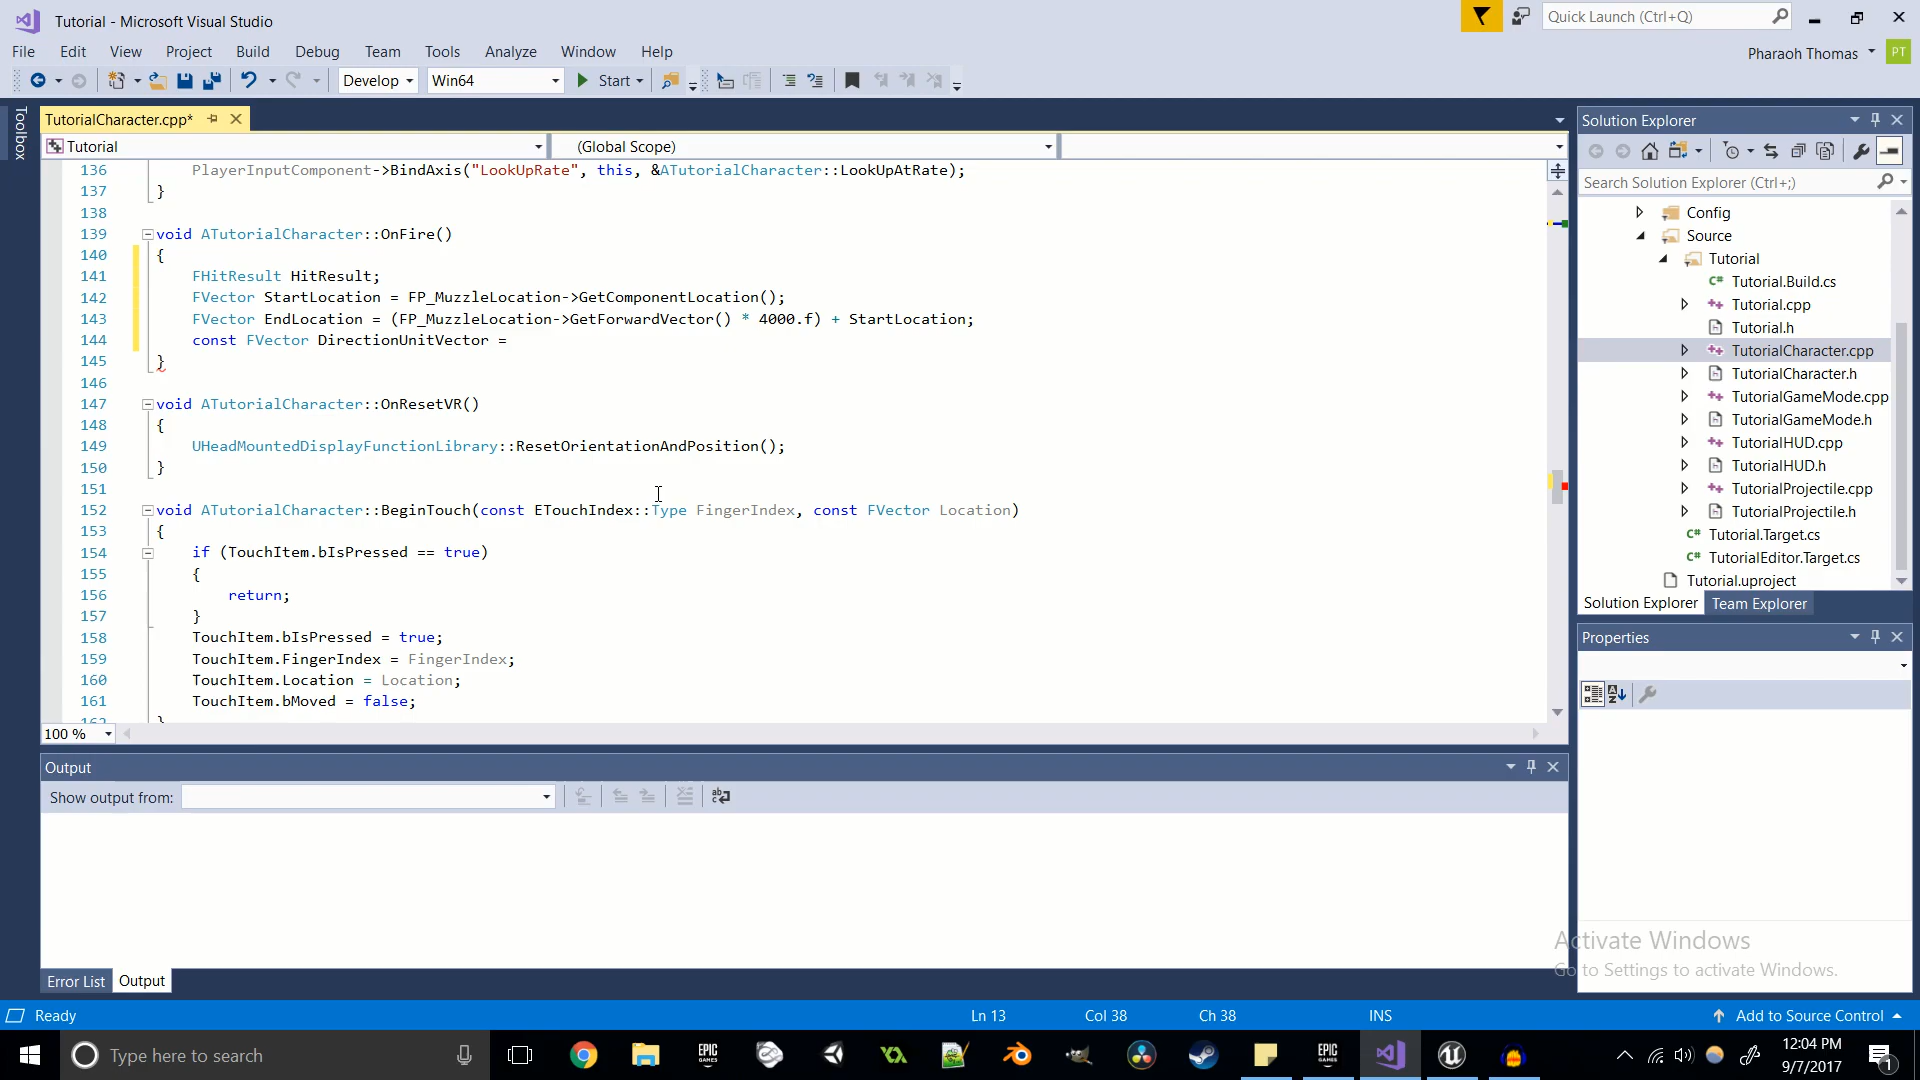 Tutorial - Microsoft Visual Studio
Quick Launch (Ctrl+Q)
File Edit View Project Build Debug Team Tools Analyze Window Help
Pharaoh Thomas PT
Develop Win64 Start
Toolbox
TutorialCharacter.cpp*
Tutorial (Global Scope)
136 PlayerInputComponent->BindAxis("LookUpRate", this, &ATutorialCharacter::LookUpAtRate);
137 }
138
139 void ATutorialCharacter::OnFire()
140 {
141 FHitResult HitResult;
142 FVector StartLocation = FP_MuzzleLocation->GetComponentLocation();
143 FVector EndLocation = (FP_MuzzleLocation->GetForwardVector() * 4000.f) + StartLocation;
144 const FVector DirectionUnitVector =
145 }
146
147 void ATutorialCharacter::OnResetVR()
148 {
149 UHeadMountedDisplayFunctionLibrary::ResetOrientationAndPosition();
150 }
151
152 void ATutorialCharacter::BeginTouch(const ETouchIndex::Type FingerIndex, const FVector Location)
153 {
154 if (TouchItem.bIsPressed == true)
155 {
156 return;
157 }
158 TouchItem.bIsPressed = true;
159 TouchItem.FingerIndex = FingerIndex;
160 TouchItem.Location = Location;
161 TouchItem.bMoved = false;
162 }
100 %
Output
Show output from:
Error List Output
Solution Explorer
Search Solution Explorer (Ctrl+;)
Config
Source
Tutorial
C# Tutorial.Build.cs
Tutorial.cpp
Tutorial.h
TutorialCharacter.cpp
TutorialCharacter.h
TutorialGameMode.cpp
TutorialGameMode.h
TutorialHUD.cpp
TutorialHUD.h
TutorialProjectile.cpp
TutorialProjectile.h
C# Tutorial.Target.cs
C# TutorialEditor.Target.cs
Tutorial.uproject
Solution Explorer Team Explorer
Properties
Activate Windows
Go to Settings to activate Windows.
Ready Ln 13 Col 38 Ch 38 INS Add to Source Control
Type here to search
EPIC GAMES
EPIC GAMES
12:04 PM
9/7/2017
1